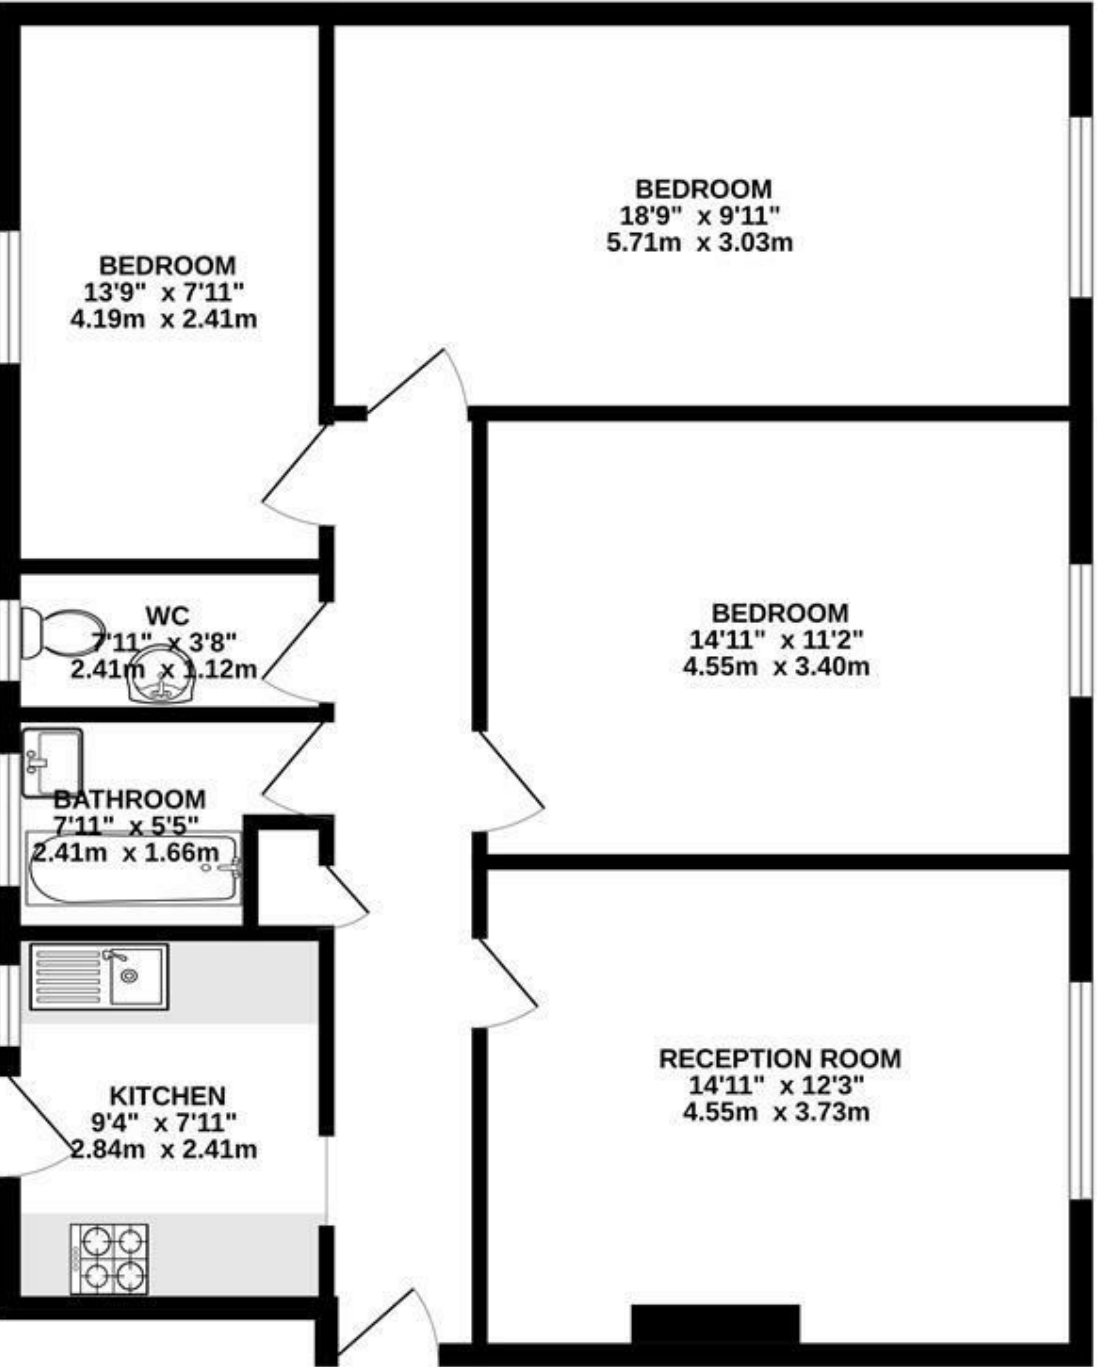 BEDROOM
18'9" x 9'11"
5.71m x 3.03m
BEDROOM
13'9" x 7'11"
4.19m x 2.41m
WC
7'11" x 3'8"
2.41m x 1.12m
BEDROOM
14'11" x 11'2"
4.55m x 3.40m
BATHROOM
7'11" x 5'5"
2.41m x 1.66m
RECEPTION ROOM
14'11" x 12'3"
4.55m x 3.73m
KITCHEN
9'4" x 7'11"
2.84m x 2.41m